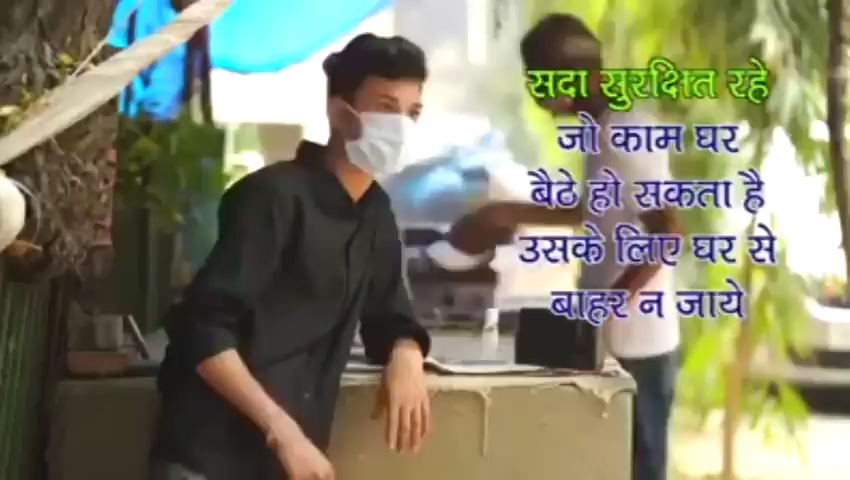 सदा सुरक्षित रहे
जो काम घर
बैठे हो सकता है
उसके लिए घर से
बाहर न जाये